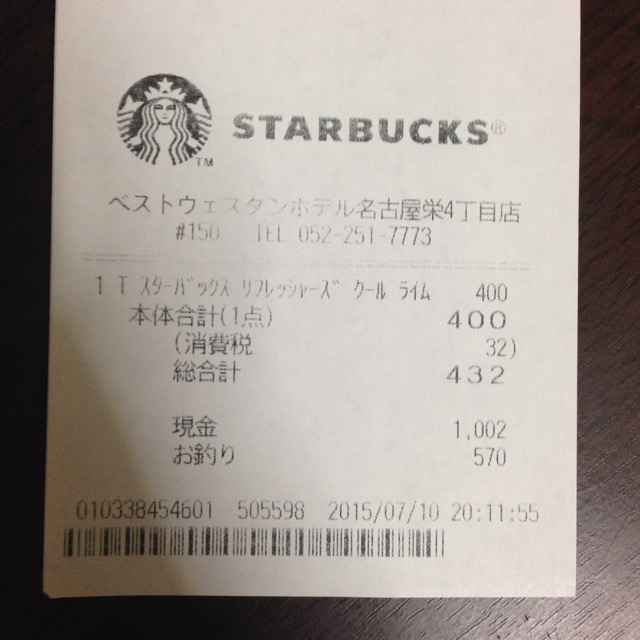 STARBUCKS®
TM
ベストウェスタンホテル名古屋栄4丁目店
#150 TEL 052-251-7773
1 T ｽﾀｰﾊﾞｯｸｽ ﾘﾌﾚｯｼｬｰｽﾞ ｸｰﾙ ﾗｲﾑ 400
本体合計(1点) 400
(消費税 32)
総合計 432
現金 1,002
お釣り 570
010338454601 505598 2015/07/10 20:11:55